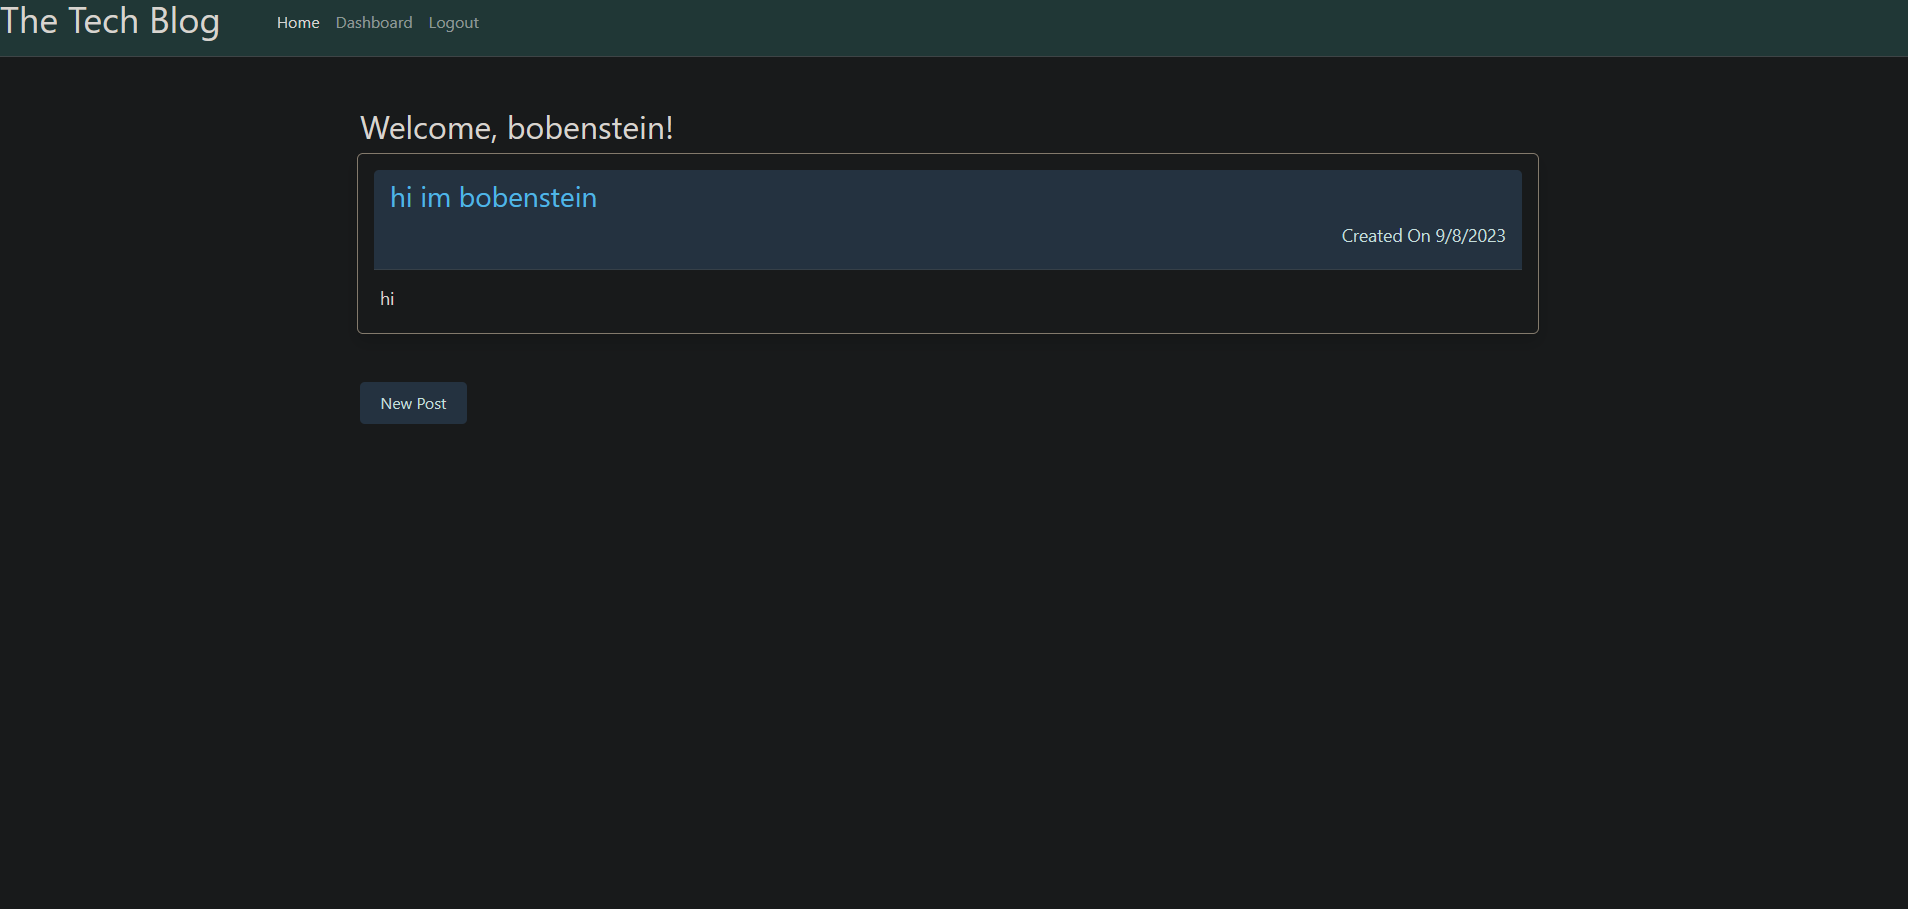 The Tech Blog Home Dashboard Logout
Welcome, bobenstein!
hi im bobenstein
Created On 9/8/2023
hi
New Post